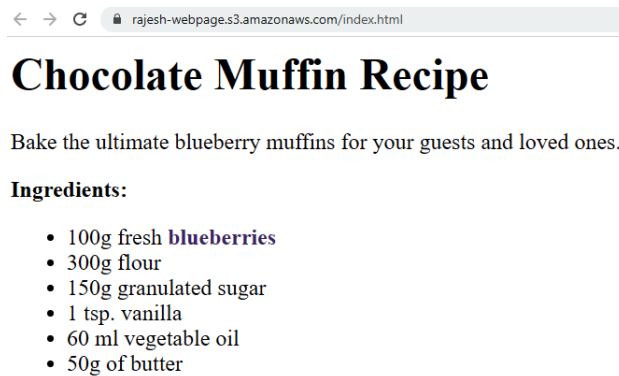 rajesh-webpage.s3.amazonaws.com/index.html
Chocolate Muffin Recipe
Bake the ultimate blueberry muffins for your guests and loved ones.
Ingredients:
• 100g fresh blueberries
• 300g flour
• 150g granulated sugar
• 1 tsp. vanilla
• 60 ml vegetable oil
• 50g of butter